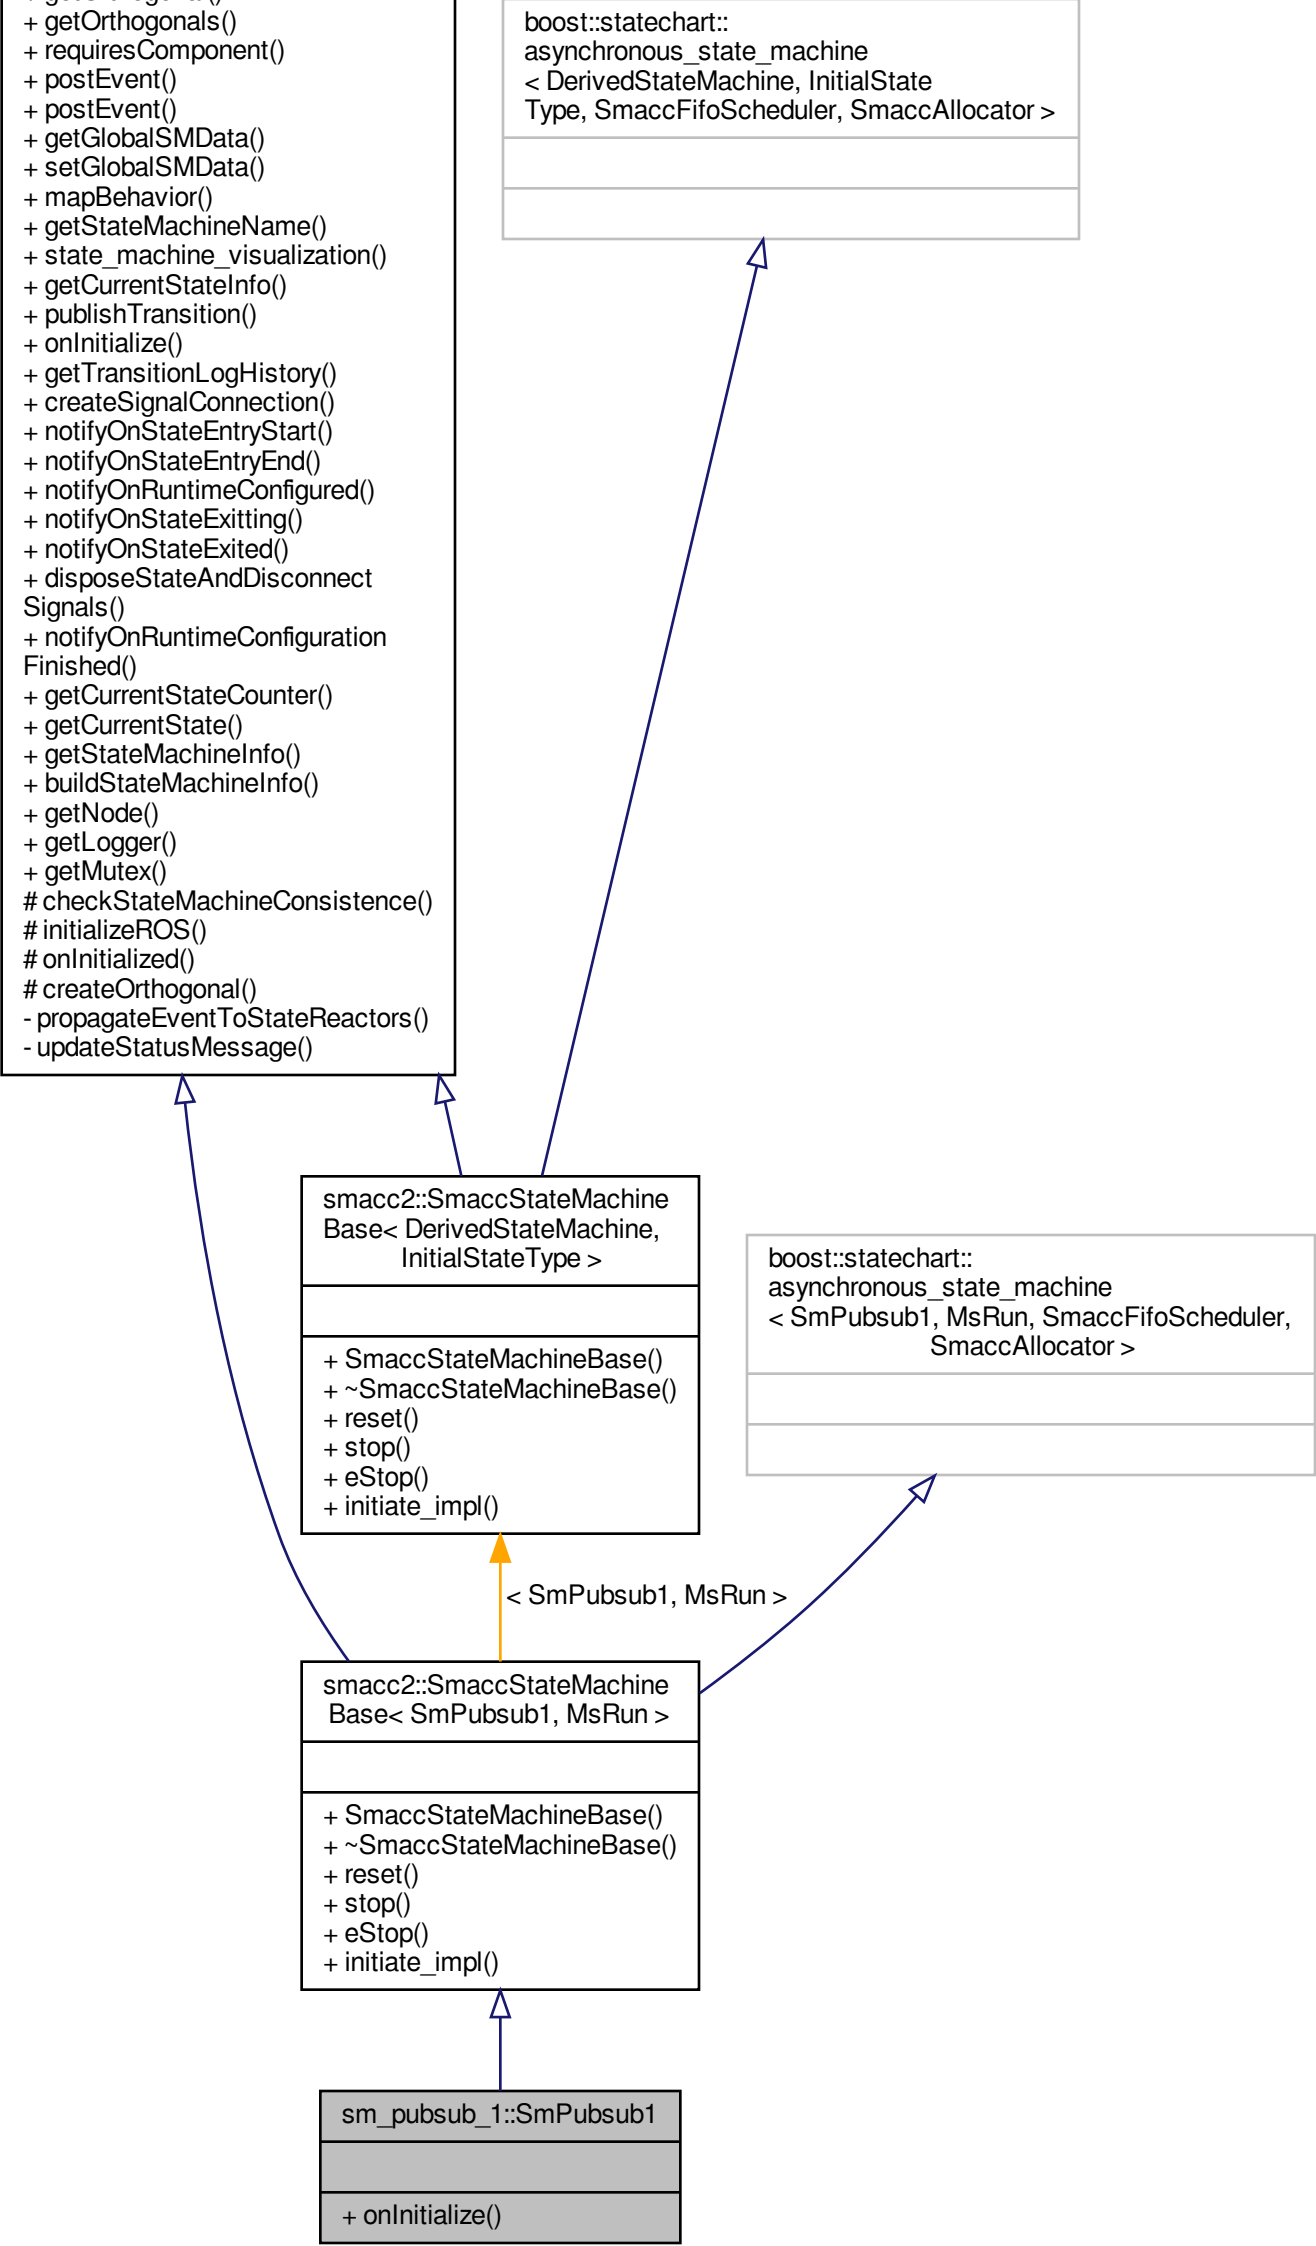 + getOrthogonals()
+ requiresComponent()
+ postEvent()
+ postEvent()
+ getGlobalSMData()
+ setGlobalSMData()
+ mapBehavior()
+ getStateMachineName()
+ state_machine_visualization()
+ getCurrentStateInfo()
+ publishTransition()
+ onInitialize()
+ getTransitionLogHistory()
+ createSignalConnection()
+ notifyOnStateEntryStart()
+ notifyOnStateEntryEnd()
+ notifyOnRuntimeConfigured()
+ notifyOnStateExitting()
+ notifyOnStateExited()
+ disposeStateAndDisconnect
Signals()
+ notifyOnRuntimeConfiguration
Finished()
+ getCurrentStateCounter()
+ getCurrentState()
+ getStateMachineInfo()
+ buildStateMachineInfo()
+ getNode()
+ getLogger()
+ getMutex()
# checkStateMachineConsistence()
# initializeROS()
# onInitialized()
# createOrthogonal()
- propagateEventToStateReactors()
- updateStatusMessage()
boost::statechart::
asynchronous_state_machine
< DerivedStateMachine, InitialState
Type, SmaccFifoScheduler, SmaccAllocator >
smacc2::SmaccStateMachine
Base< DerivedStateMachine,
InitialStateType >
+ SmaccStateMachineBase()
+ ~SmaccStateMachineBase()
+ reset()
+ stop()
+ eStop()
+ initiate_impl()
boost::statechart::
asynchronous_state_machine
< SmPubsub1, MsRun, SmaccFifoScheduler,
SmaccAllocator >
< SmPubsub1, MsRun >
smacc2::SmaccStateMachine
Base< SmPubsub1, MsRun >
+ SmaccStateMachineBase()
+ ~SmaccStateMachineBase()
+ reset()
+ stop()
+ eStop()
+ initiate_impl()
sm_pubsub_1::SmPubsub1
+ onInitialize()